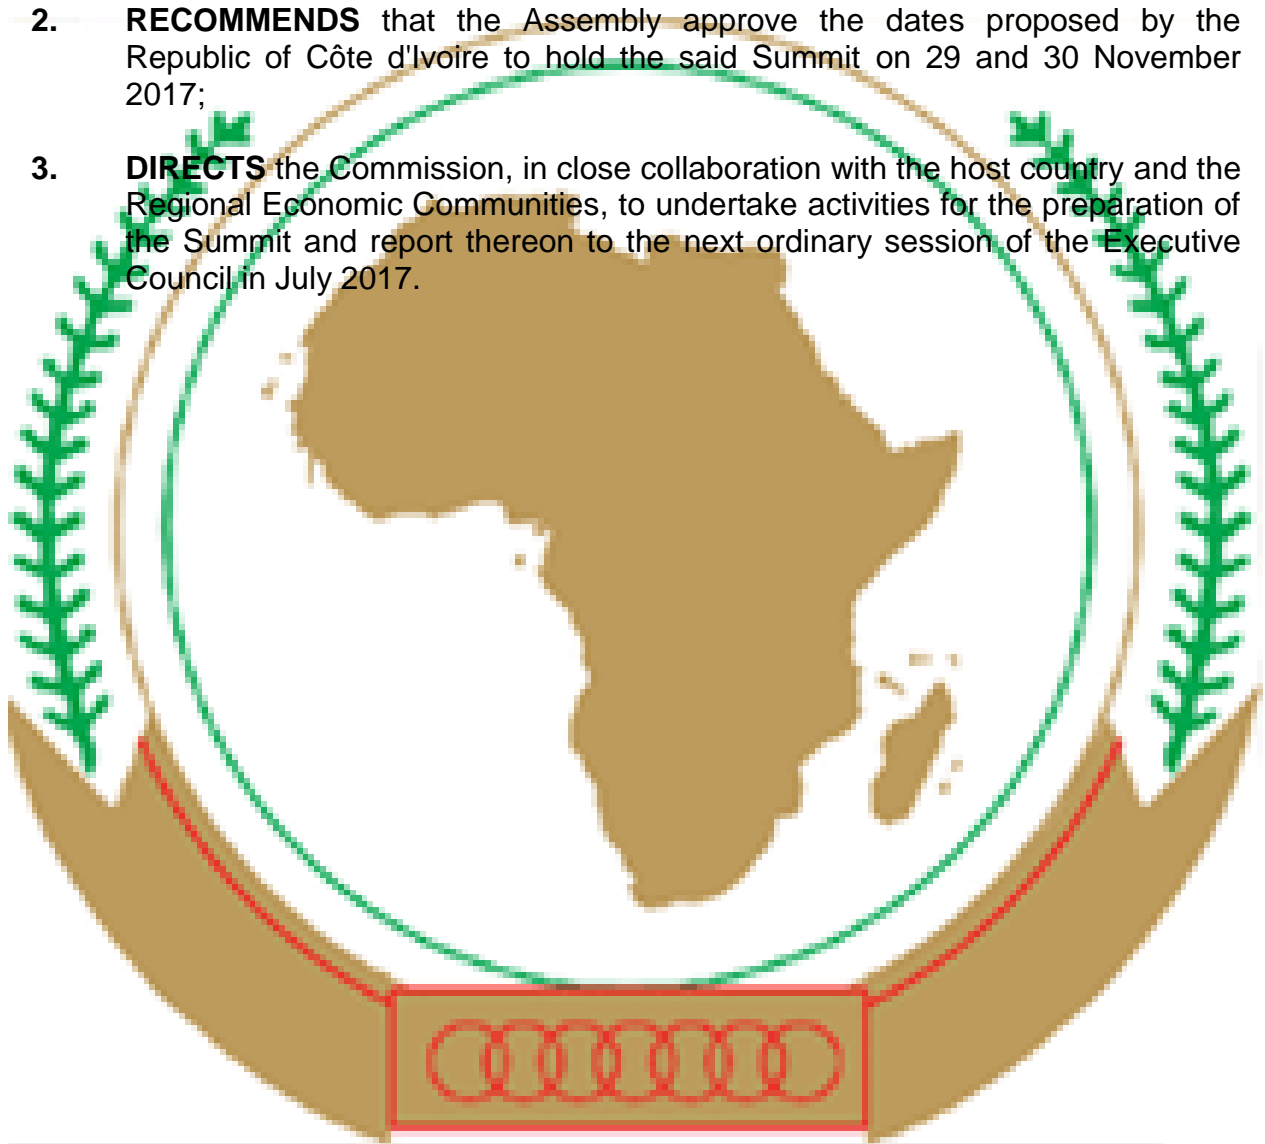 2. RECOMMENDS that the Assembly approve the dates proposed by the
Republic of Côte d'Ivoire to hold the said Summit on 29 and 30 November
2017;
3. DIRECTS the Commission, in close collaboration with the host country and the
Regional Economic Communities, to undertake activities for the preparation of
the Summit and report thereon to the next ordinary session of the Executive
Council in July 2017.